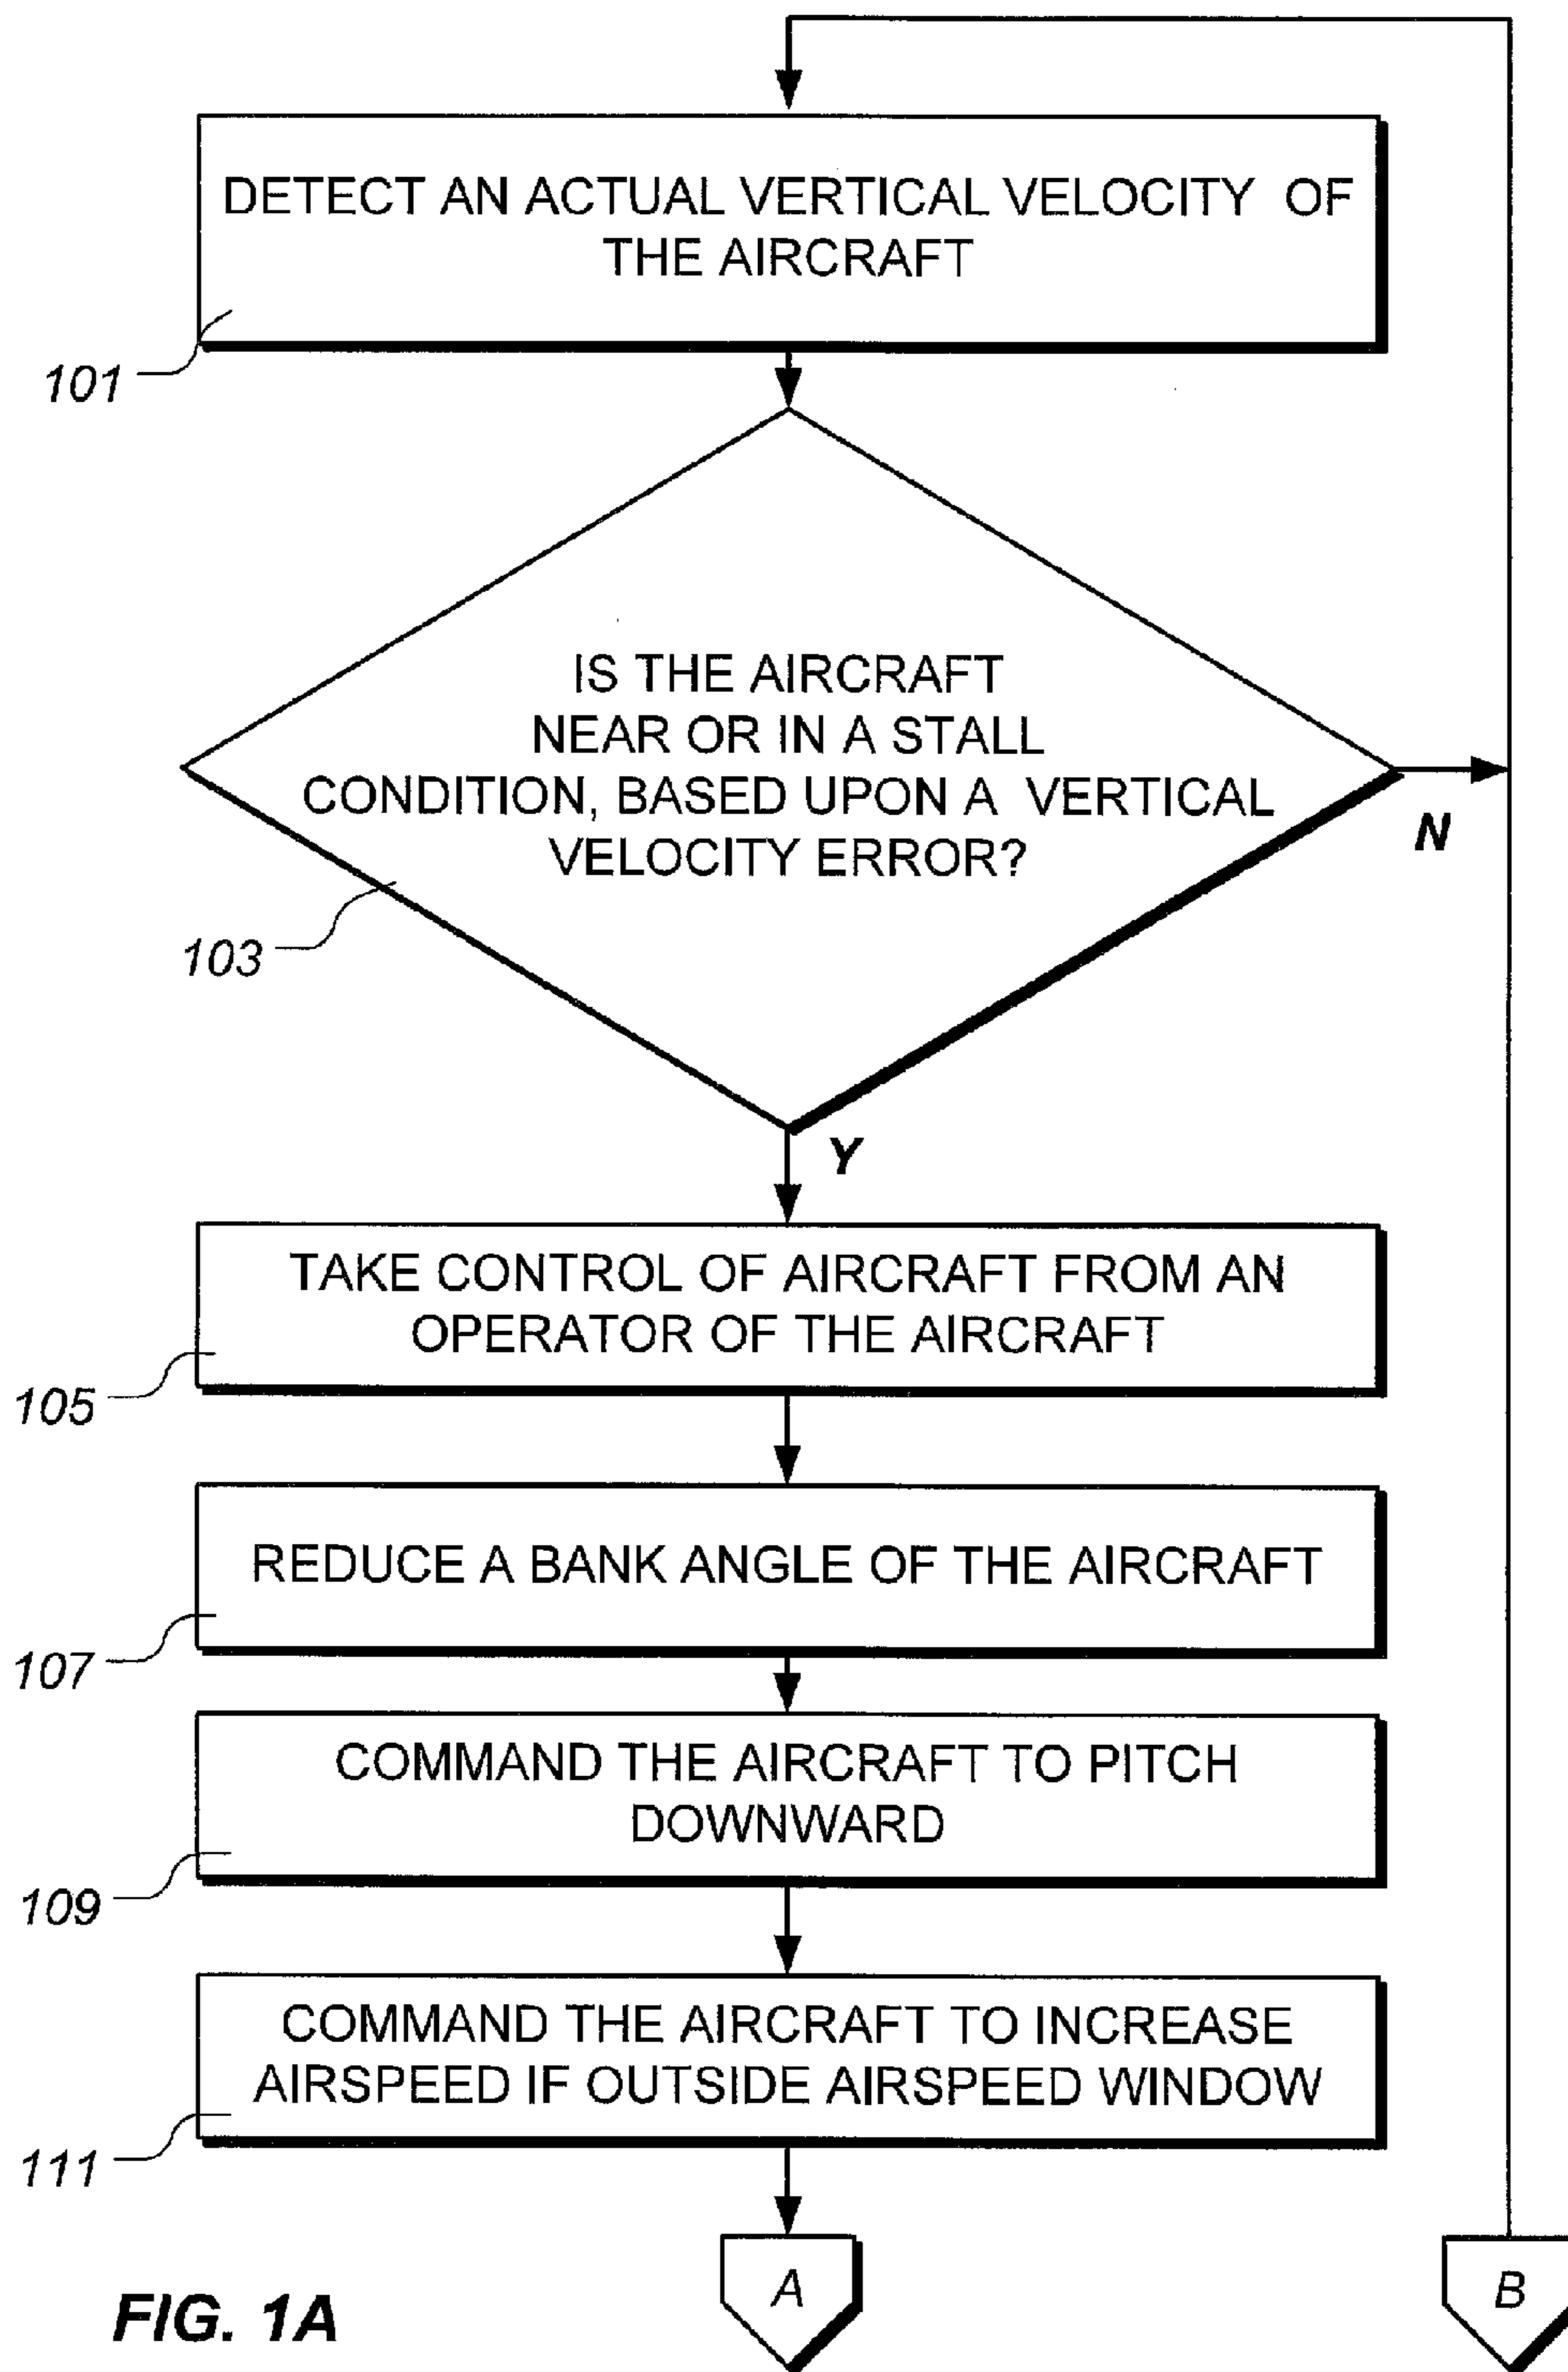 DETECT AN ACTUAL VERTICAL VELOCITY OF
THE AIRCRAFT
101
IS THE AIRCRAFT
NEAR OR IN A STALL
CONDITION, BASED UPON A VERTICAL
VELOCITY ERROR?
N
103
Y
TAKE CONTROL OF AIRCRAFT FROM AN
OPERATOR OF THE AIRCRAFT
105
REDUCE A BANK ANGLE OF THE AIRCRAFT
107
COMMAND THE AIRCRAFT TO PITCH
DOWNWARD
109
COMMAND THE AIRCRAFT TO INCREASE
AIRSPEED IF OUTSIDE AIRSPEED WINDOW
111
A
B
FIG. 1A